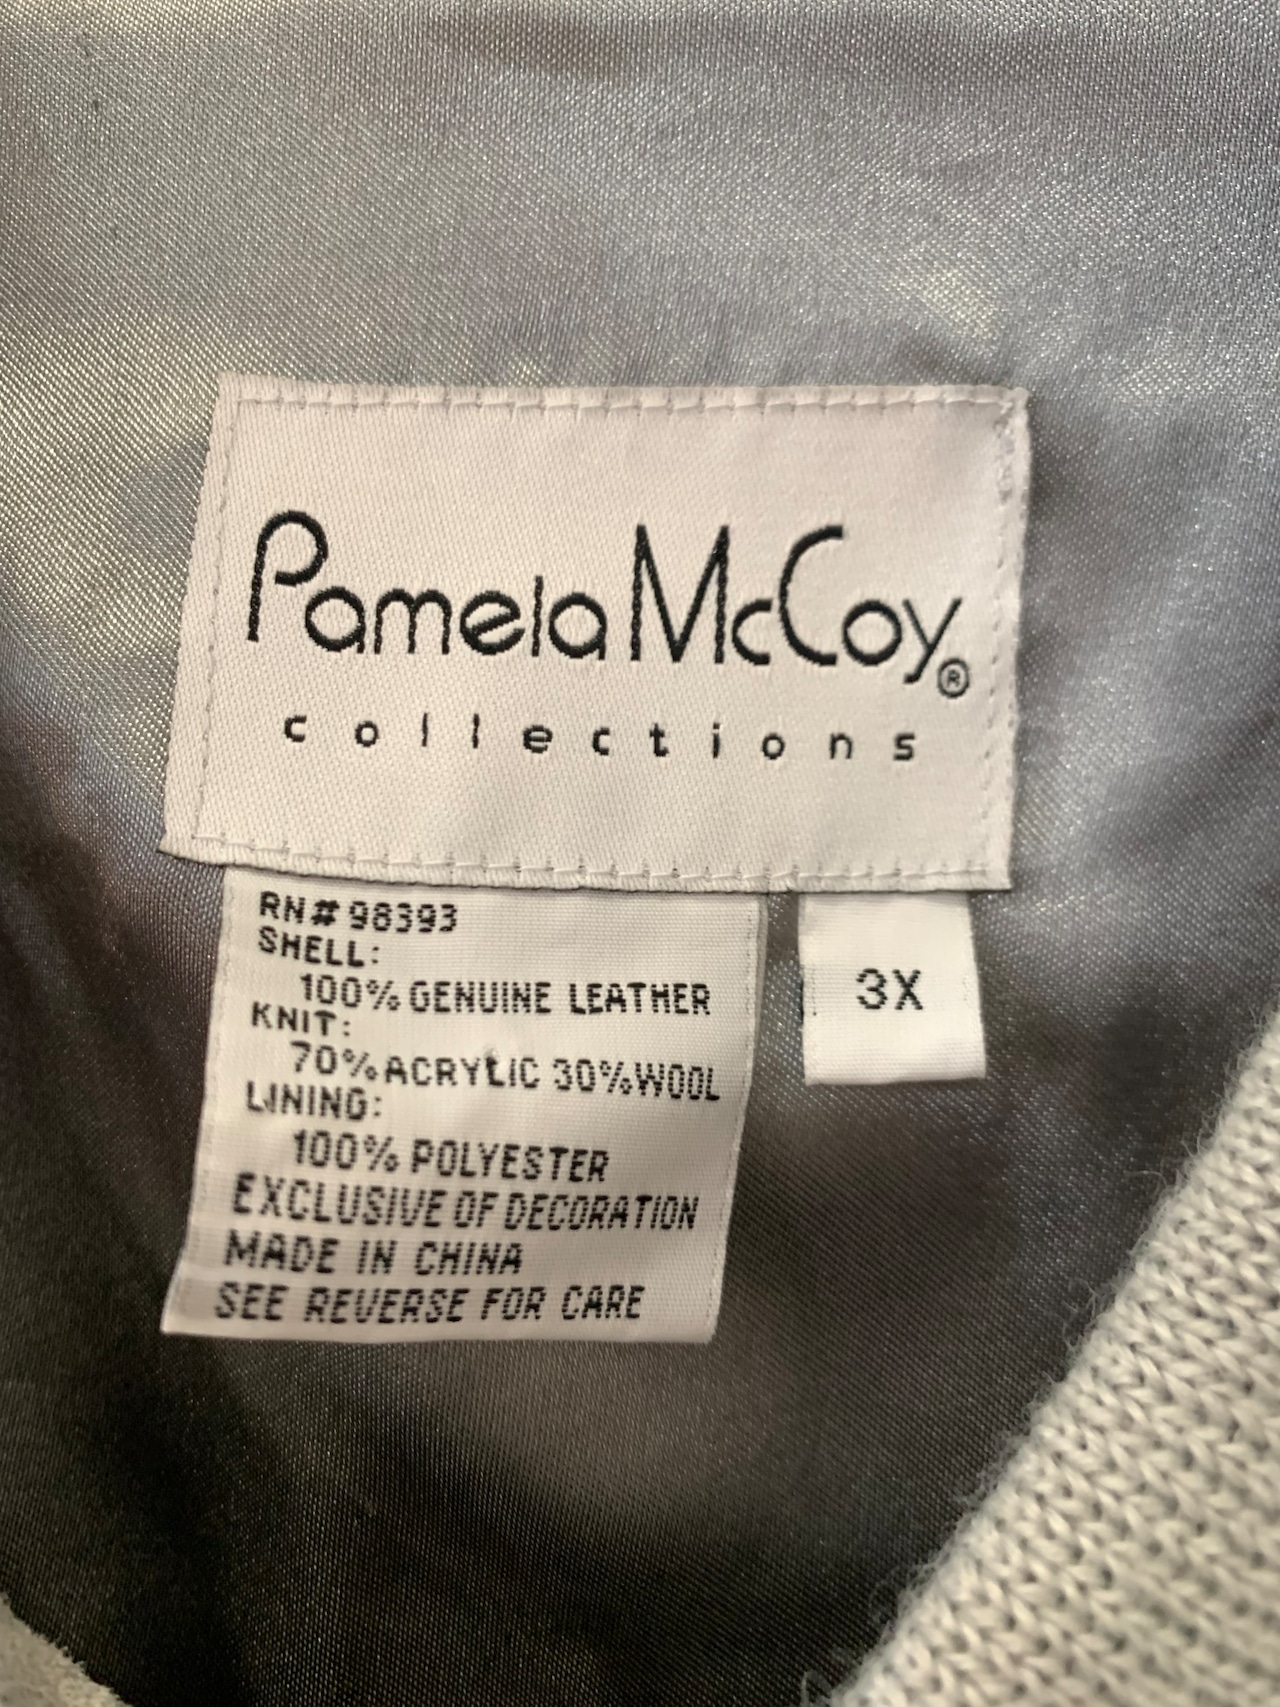 Pamela McCoy®
collections
RN# 98393
SHELL:
100% GENUINE LEATHER
KNIT:
70% ACRYLIC 30% WOOL
LINING:
100% POLYESTER
EXCLUSIVE OF DECORATION
MADE IN CHINA
SEE REVERSE FOR CARE
3X